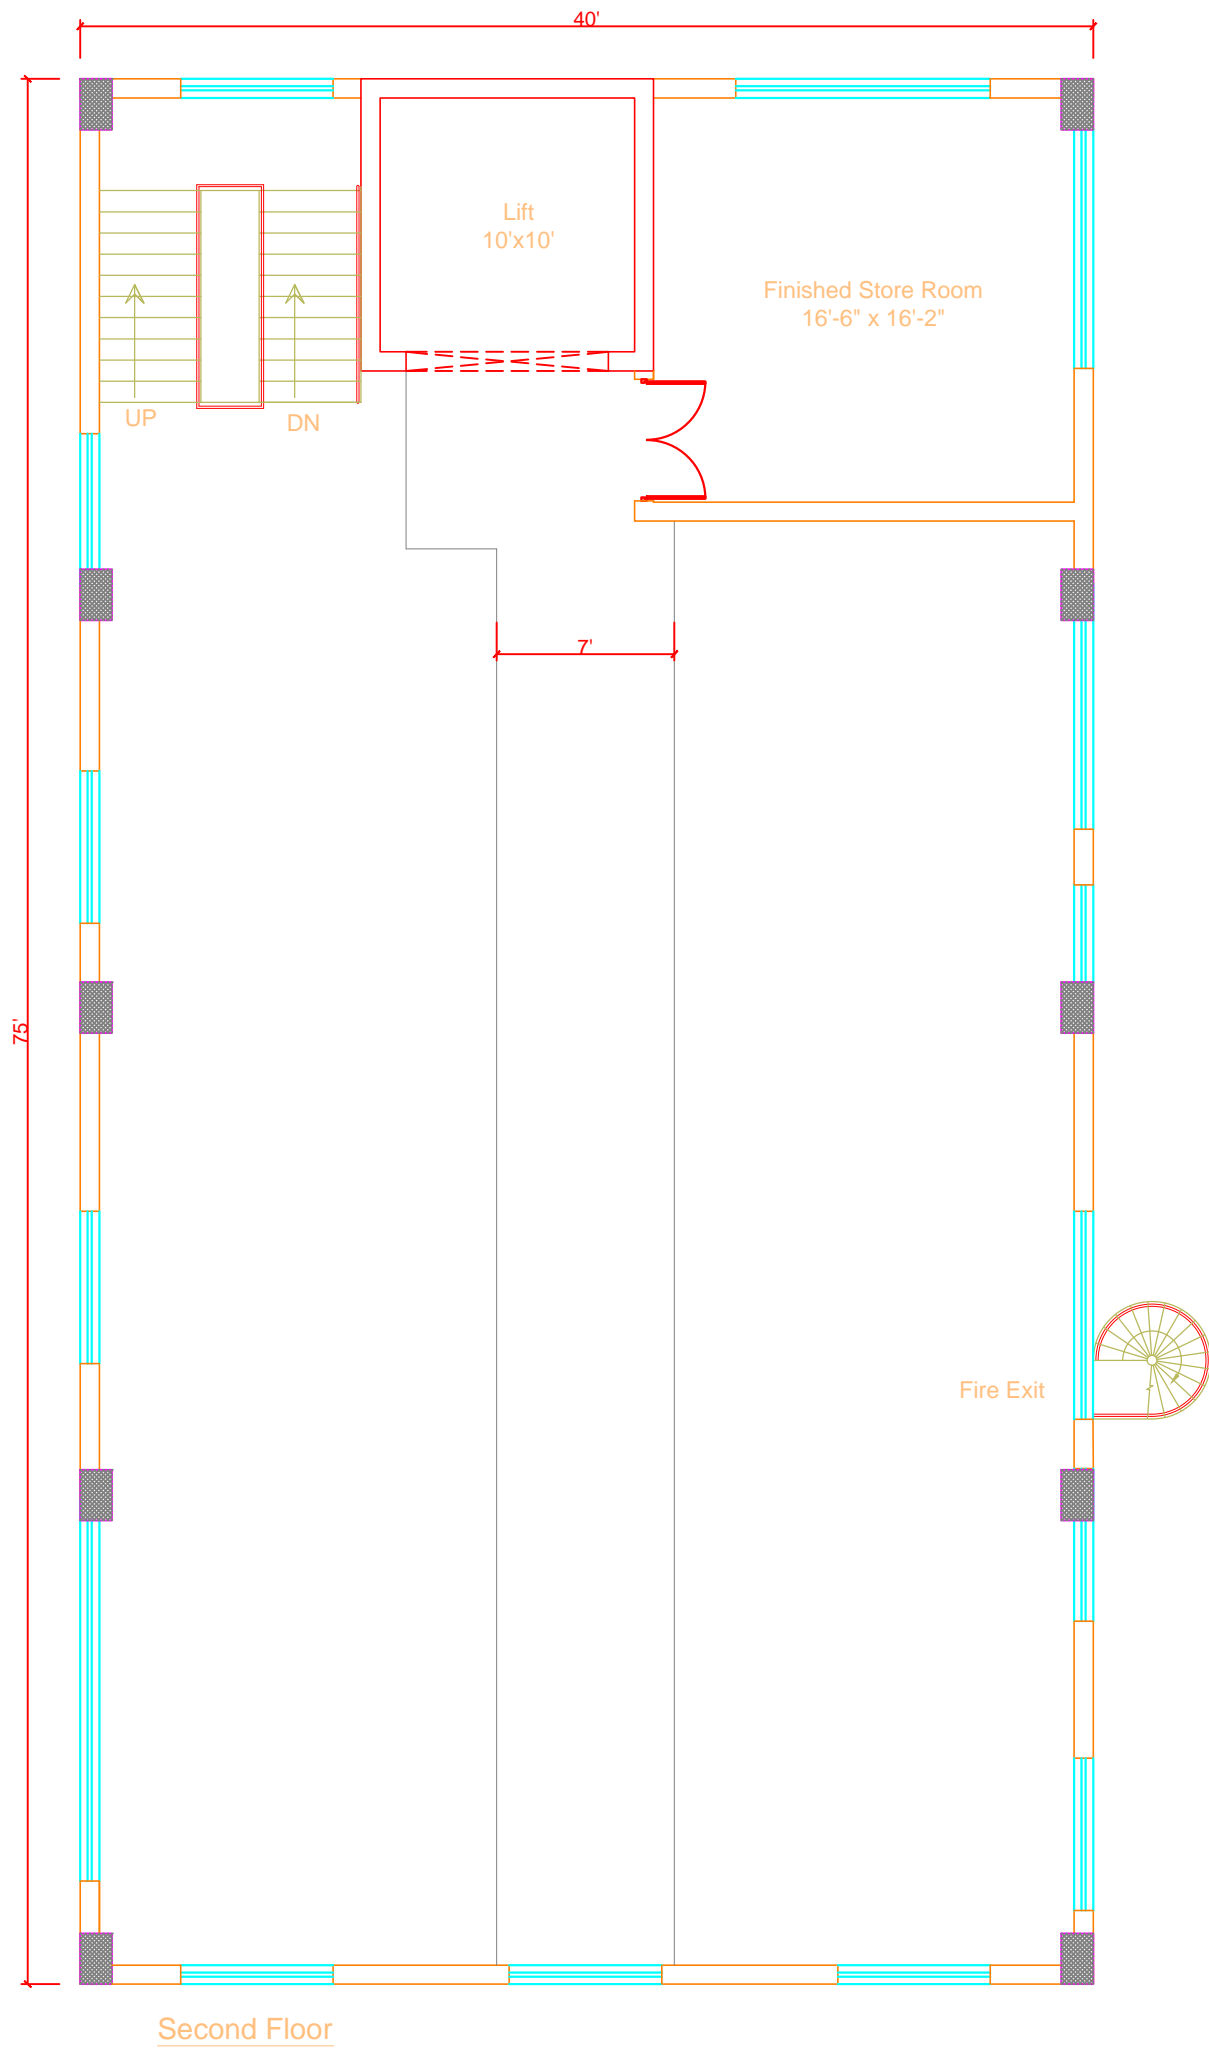 40'
Lift
10'x10'
Finished Store Room
16'-6" x 16'-2"
UP
DN
7'
75'
Fire Exit
Second Floor